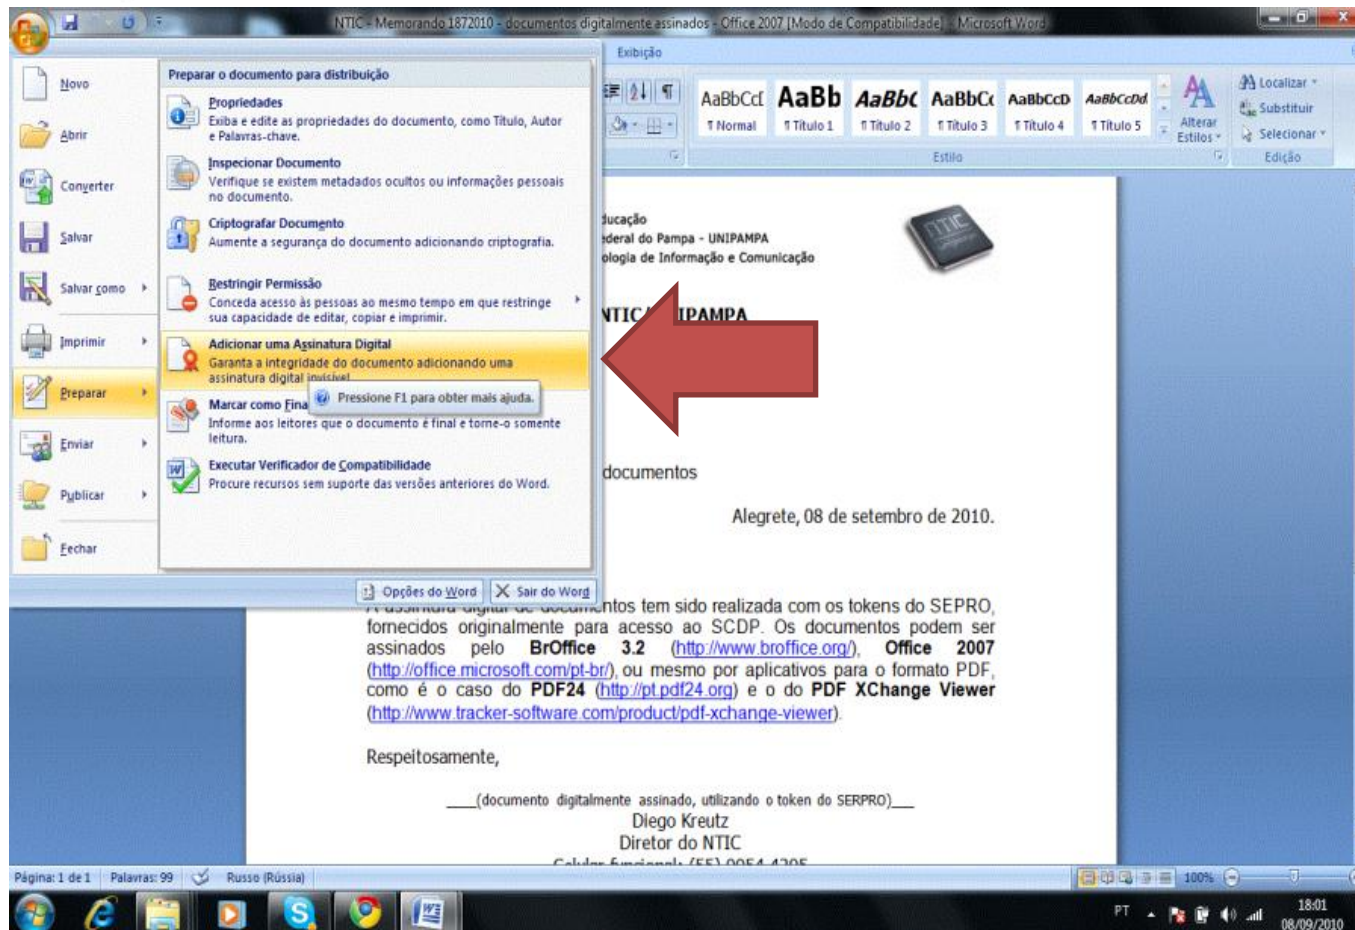 NTIC - Memorando 1872010 - documentos digitalmente assinados - Office 2007 [Modo de Compatibilidade] - Microsoft Word
Exibição
Novo
Abrir
Converter
Salvar
Salvar como
Imprimir
Preparar
Enviar
Publicar
Fechar
Preparar o documento para distribuição
Propriedades
Exiba e edite as propriedades do documento, como Título, Autor
e Palavras-chave.
Inspecionar Documento
Verifique se existem metadados ocultos ou informações pessoais
no documento.
Criptografar Documento
Aumente a segurança do documento adicionando criptografia.
Restringir Permissão
Conceda acesso às pessoas ao mesmo tempo em que restringe
sua capacidade de editar, copiar e imprimir.
Adicionar uma Assinatura Digital
Garanta a integridade do documento adicionando uma
assinatura digital invisível.
Pressione F1 para obter mais ajuda.
Marcar como Fina
Informe aos leitores que o documento é final e torne-o somente
leitura.
Executar Verificador de Compatibilidade
Procure recursos sem suporte das versões anteriores do Word.
Opções do Word
Sair do Word
AaBbCcI AaBb AaBbC AaBbCc AaBbCcD AaBbCcDd
¶ Normal ¶ Título 1 ¶ Título 2 ¶ Título 3 ¶ Título 4 ¶ Título 5
Alterar
Estilos
Estilo
Localizar
Substituir
Selecionar
Edição
ucação
ederal do Pampa - UNIPAMPA
ologia de Informação e Comunicação
NTIC
NTIC IPAMPA
documentos
Alegrete, 08 de setembro de 2010.
A assintura digital de documentos tem sido realizada com os tokens do SEPRO,
fornecidos originalmente para acesso ao SCDP. Os documentos podem ser
assinados pelo BrOffice 3.2 (http://www.broffice.org/), Office 2007
(http://office.microsoft.com/pt-br/), ou mesmo por aplicativos para o formato PDF,
como é o caso do PDF24 (http://pt.pdf24.org) e o do PDF XChange Viewer
(http://www.tracker-software.com/product/pdf-xchange-viewer).
Respeitosamente,
____(documento digitalmente assinado, utilizando o token do SERPRO)___
Diego Kreutz
Diretor do NTIC
Página: 1 de 1 Palavras: 99 Russo (Rússia)
100%
PT
18:01
08/09/2010